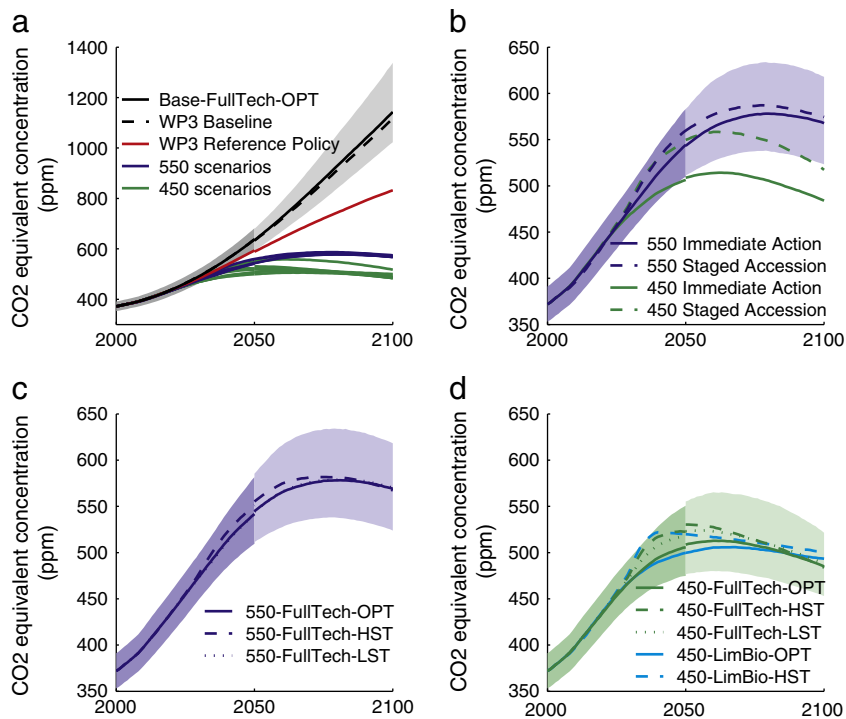 a
CO2 equivalent concentration
(ppm)
1400
1200
1000
800
600
400
2000
2050
2100
Base-FullTech-OPT
WP3 Baseline
WP3 Reference Policy
550 scenarios
450 scenarios
b
CO2 equivalent concentration
(ppm)
650
600
550
500
450
400
350
2000
2050
2100
550 Immediate Action
550 Staged Accession
450 Immediate Action
450 Staged Accession
c
CO2 equivalent concentration
(ppm)
650
600
550
500
450
400
350
2000
2050
2100
550-FullTech-OPT
550-FullTech-HST
550-FullTech-LST
d
CO2 equivalent concentration
(ppm)
650
600
550
500
450
400
350
2000
2050
2100
450-FullTech-OPT
450-FullTech-HST
450-FullTech-LST
450-LimBio-OPT
450-LimBio-HST